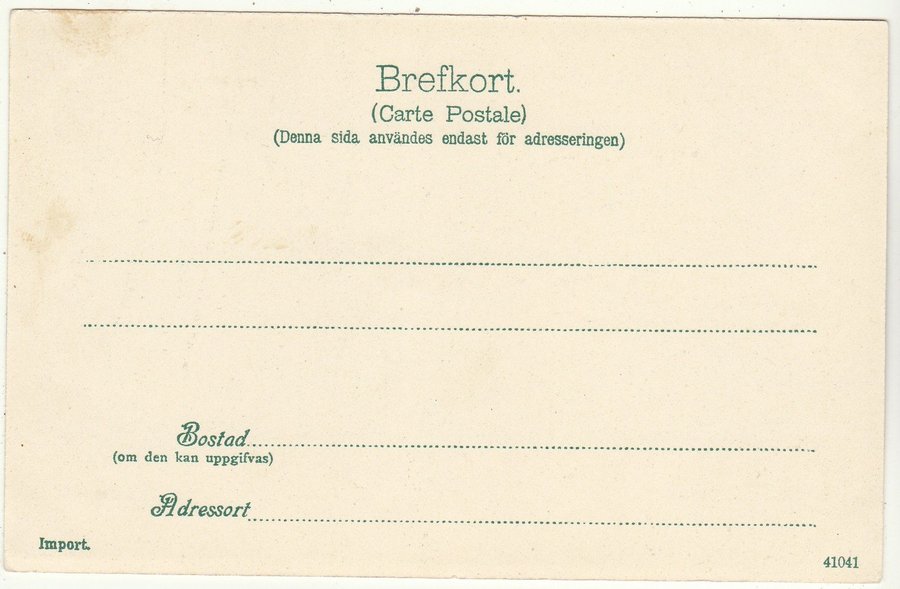 Brefkort.
(Carte Postale)
(Denna sida användes endast för adresseringen)
Bostad
(om den kan uppgifvas)
Adressort
Import.
41041